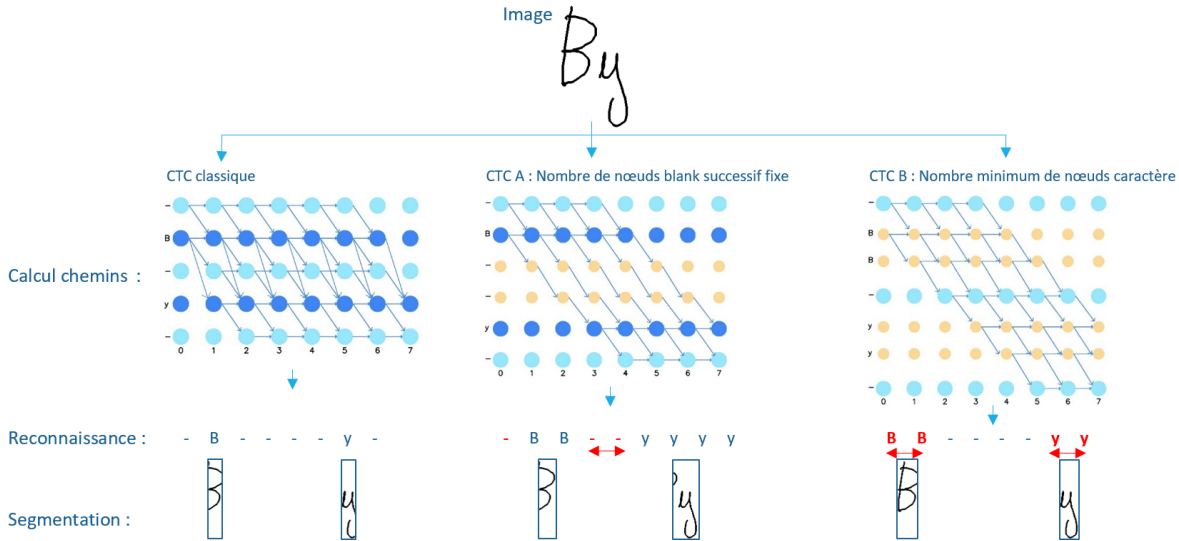 Image
By
CTC classique
CTC A : Nombre de nœuds blank successif fixe
CTC B : Nombre minimum de nœuds caractère
Calcul chemins :
–
B
–
y
–
0 1 2 3 4 5 6 7
–
B
–
–
y
–
0 1 2 3 4 5 6 7
–
B
B
–
y
y
–
0 1 2 3 4 5 6 7
Reconnaissance : - B - - - - y - - B B - - y y y y B B - - - - y y
Segmentation : B y B y B y